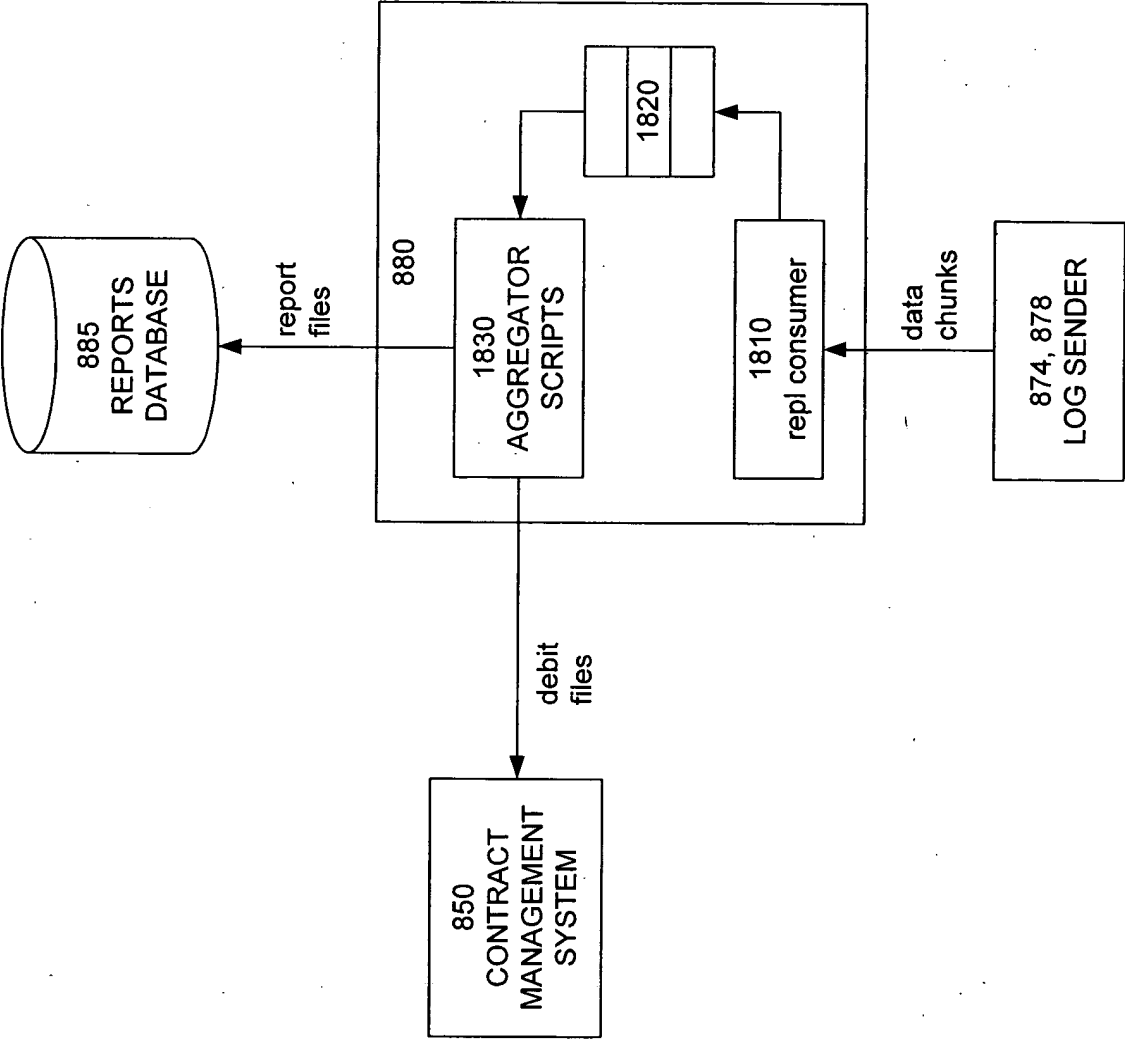 885
REPORTS
DATABASE
report
files
880
1830
AGGREGATOR
SCRIPTS
1820
1810
repl consumer
data
chunks
874, 878
LOG SENDER
debit
files
850
CONTRACT
MANAGEMENT
SYSTEM